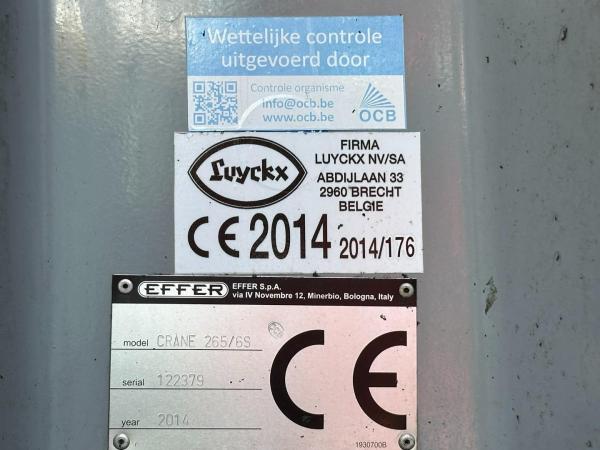 Wettelijke controle
uitgevoerd door
Controle organisme
info@ocb.be
www.ocb.be
OCB
Luyckx
FIRMA
LUYCKX NV/SA
ABDIJLAAN 33
2960 BRECHT
BELGIE
CE 2014 2014/176
EFFER
EFFER S.p.A.
via IV Novembre 12, Minerbio, Bologna, Italy
model CRANE 265/6S
serial 122379
year 2014
CE
1930700B